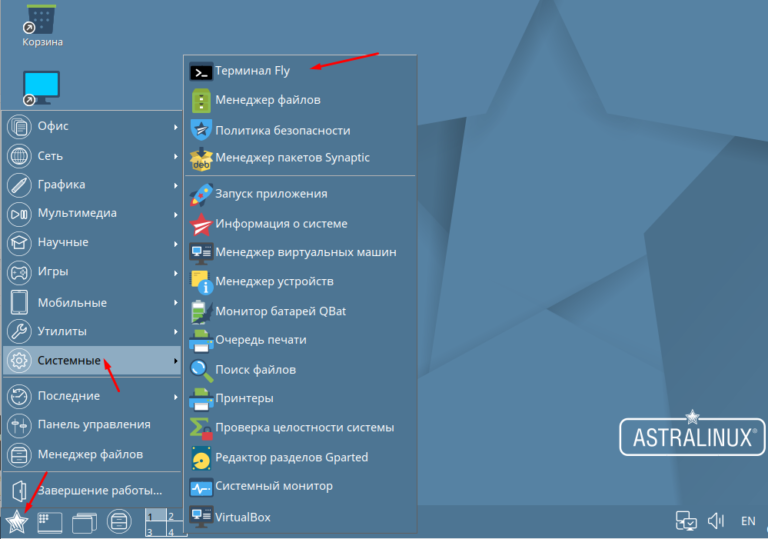 Корзина
Офис
Сеть
Графика
Мультимедиа
Научные
Игры
Мобильные
Утилиты
Системные
Последние
Панель управления
Менеджер файлов
Завершение работы...
Терминал Fly
Менеджер файлов
Политика безопасности
deb
Менеджер пакетов Synaptic
Запуск приложения
Информация о системе
Менеджер виртуальных машин
Менеджер устройств
Монитор батарей QBat
Очередь печати
Поиск файлов
Принтеры
Проверка целостности системы
Редактор разделов Gparted
Системный монитор
VirtualBox
ASTRALINUX®
1 2
3 4
EN